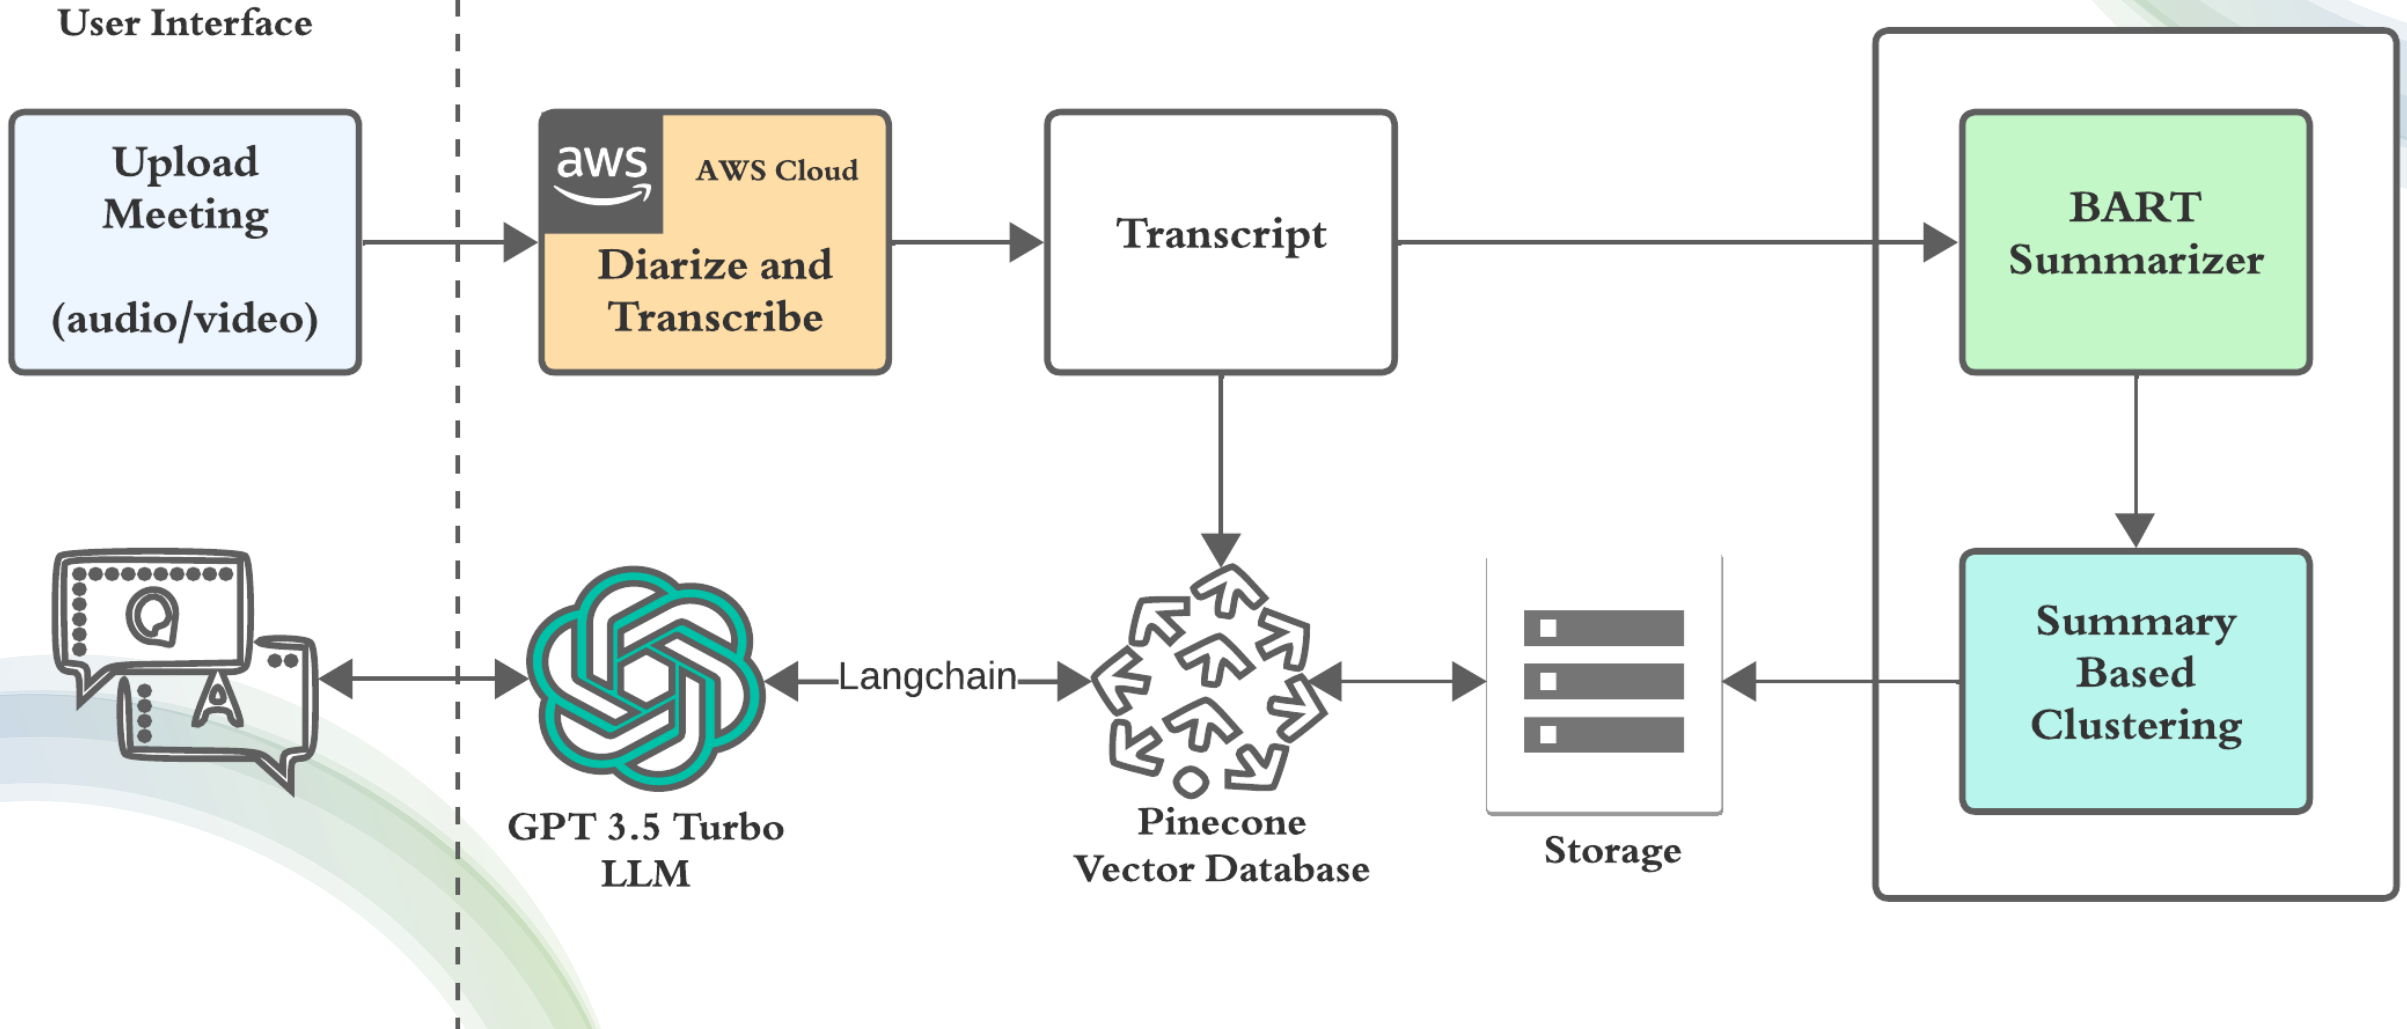 User Interface
Upload
Meeting
(audio/video)
aws
AWS Cloud
Diarize and
Transcribe
Transcript
BART
Summarizer
Q
A
GPT 3.5 Turbo
LLM
Langchain
Pinecone
Vector Database
Storage
Summary
Based
Clustering